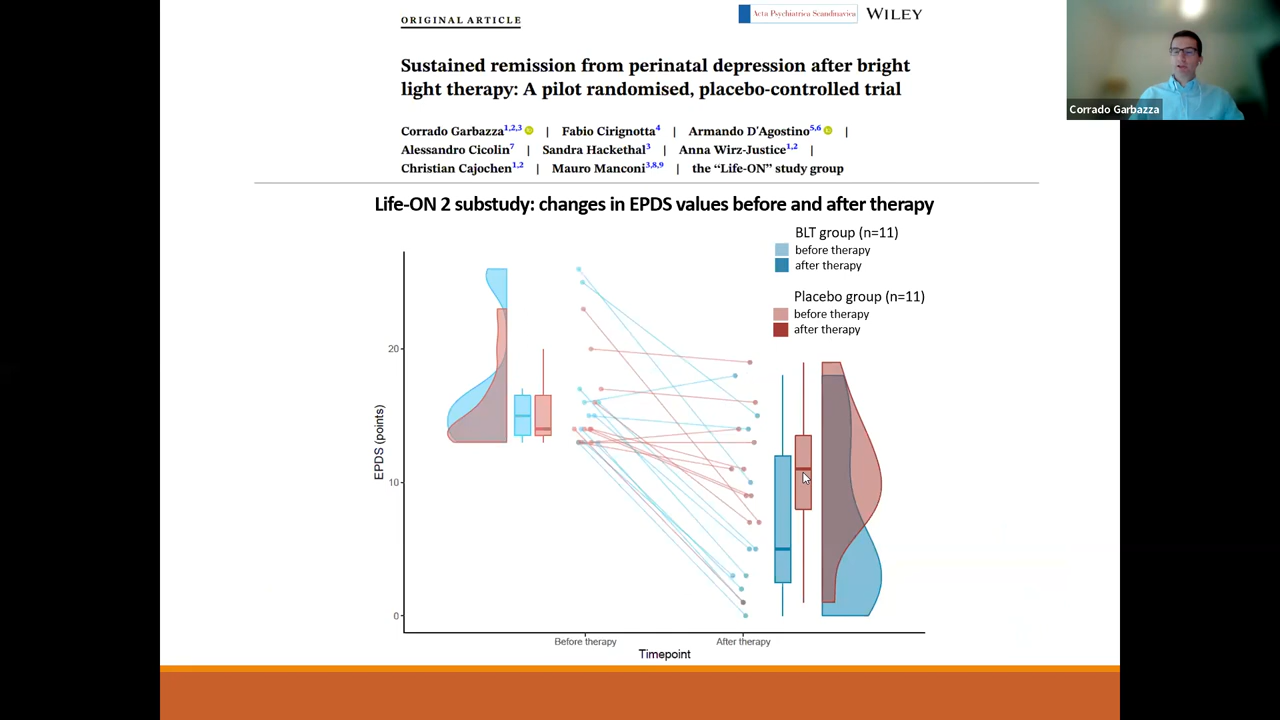 ORIGINAL ARTICLE
Acta Psychiatrica Scandinavica WILEY
Sustained remission from perinatal depression after bright
light therapy: A pilot randomised, placebo-controlled trial
Corrado Garbazza1,2,3 | Fabio Cirignotta4 | Armando D'Agostino5,6 |
Alessandro Cicolin7 | Sandra Hackethal3 | Anna Wirz-Justice1,2 |
Christian Cajochen1,2 | Mauro Manconi3,8,9 | the “Life-ON” study group
Corrado Garbazza
Life-ON 2 substudy: changes in EPDS values before and after therapy
BLT group (n=11)
before therapy
after therapy
Placebo group (n=11)
before therapy
after therapy
EPDS (points)
20
10
0
Before therapy After therapy
Timepoint